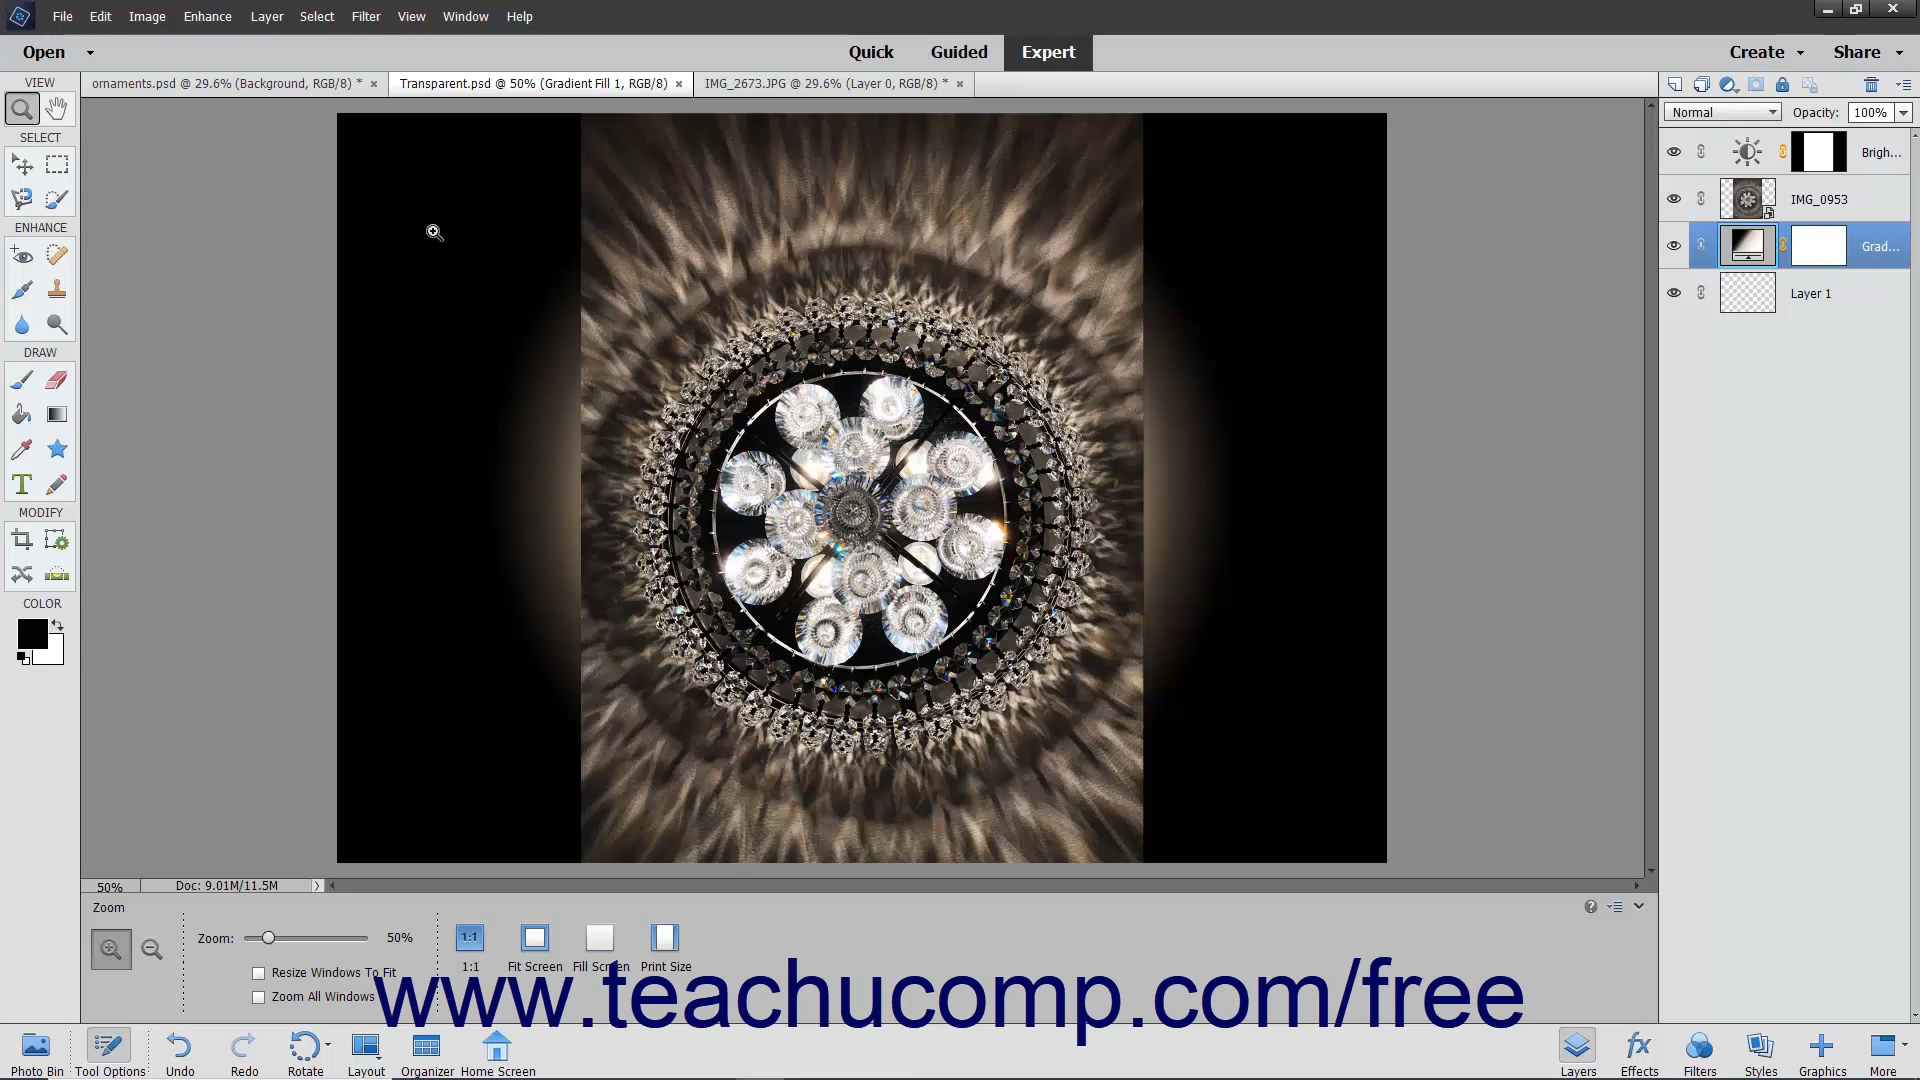 File Edit Image Enhance Layer Select Filter View Window Help
Open Quick Guided Expert Create Share
VIEW
ornaments.psd @ 29.6% (Background, RGB/8) * × Transparent.psd @ 50% (Gradient Fill 1, RGB/8) × IMG_2673.JPG @ 29.6% (Layer 0, RGB/8) * ×
Normal Opacity: 100%
SELECT
Brigh...
IMG_0953
ENHANCE
Grad...
Layer 1
DRAW
T
MODIFY
COLOR
50% Doc: 9.01M/11.5M
Zoom
Zoom: 50%
1:1
1:1 Fit Screen Fill Screen Print Size
Resize Windows To Fit
Zoom All Windows
www.teachucomp.com/free
fx
Photo Bin Tool Options Undo Redo Rotate Layout Organizer Home Screen Layers Effects Filters Styles Graphics More